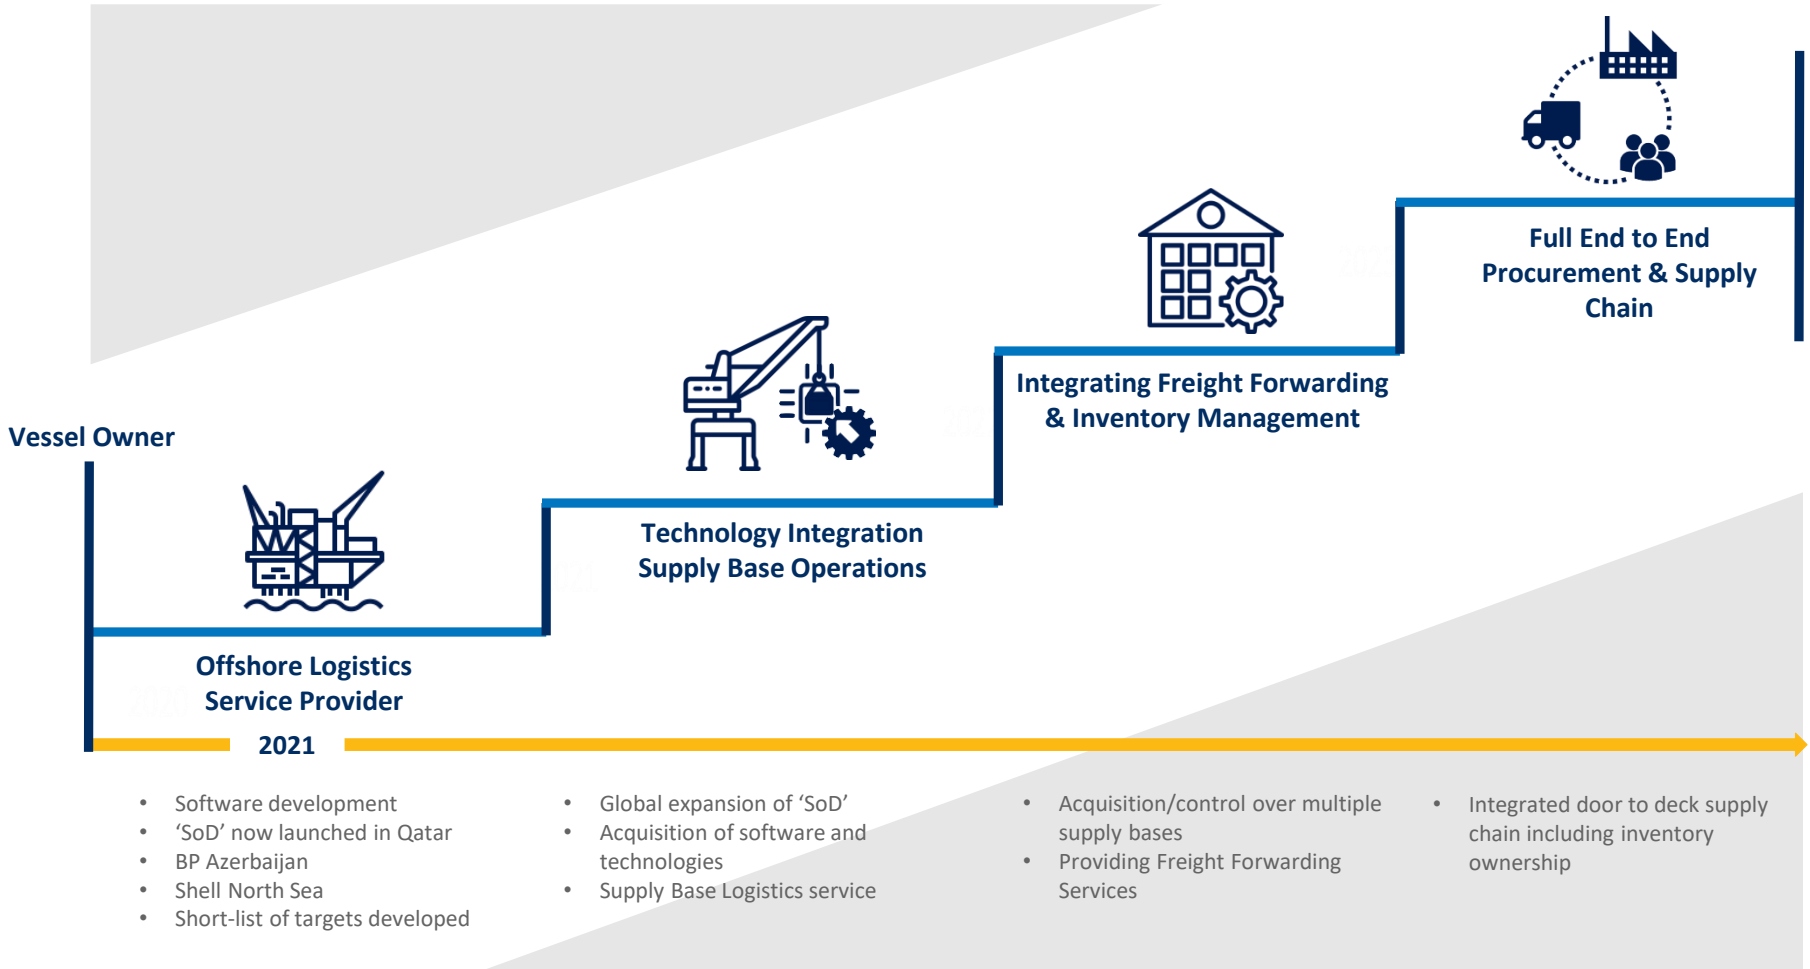 Full End to End
Procurement & Supply
Chain
Integrating Freight Forwarding
& Inventory Management
Vessel Owner
Technology Integration
Supply Base Operations
Offshore Logistics
Service Provider
2021
• Software development
• ‘SoD’ now launched in Qatar
• BP Azerbaijan
• Shell North Sea
• Short-list of targets developed
• Global expansion of ‘SoD’
• Acquisition of software and
technologies
• Supply Base Logistics service
• Acquisition/control over multiple
supply bases
• Providing Freight Forwarding
Services
• Integrated door to deck supply
chain including inventory
ownership